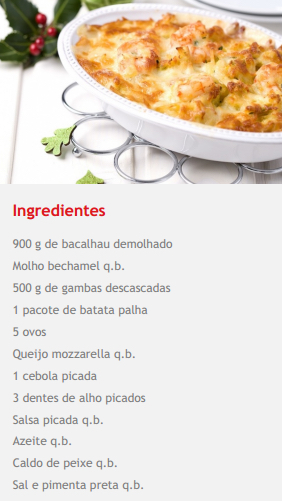 Ingredientes
900 g de bacalhau demolhado
Molho bechamel q.b.
500 g de gambas descascadas
1 pacote de batata palha
5 ovos
Queijo mozzarella q.b.
1 cebola picada
3 dentes de alho picados
Salsa picada q.b.
Azeite q.b.
Caldo de peixe q.b.
Sal e pimenta preta q.b.